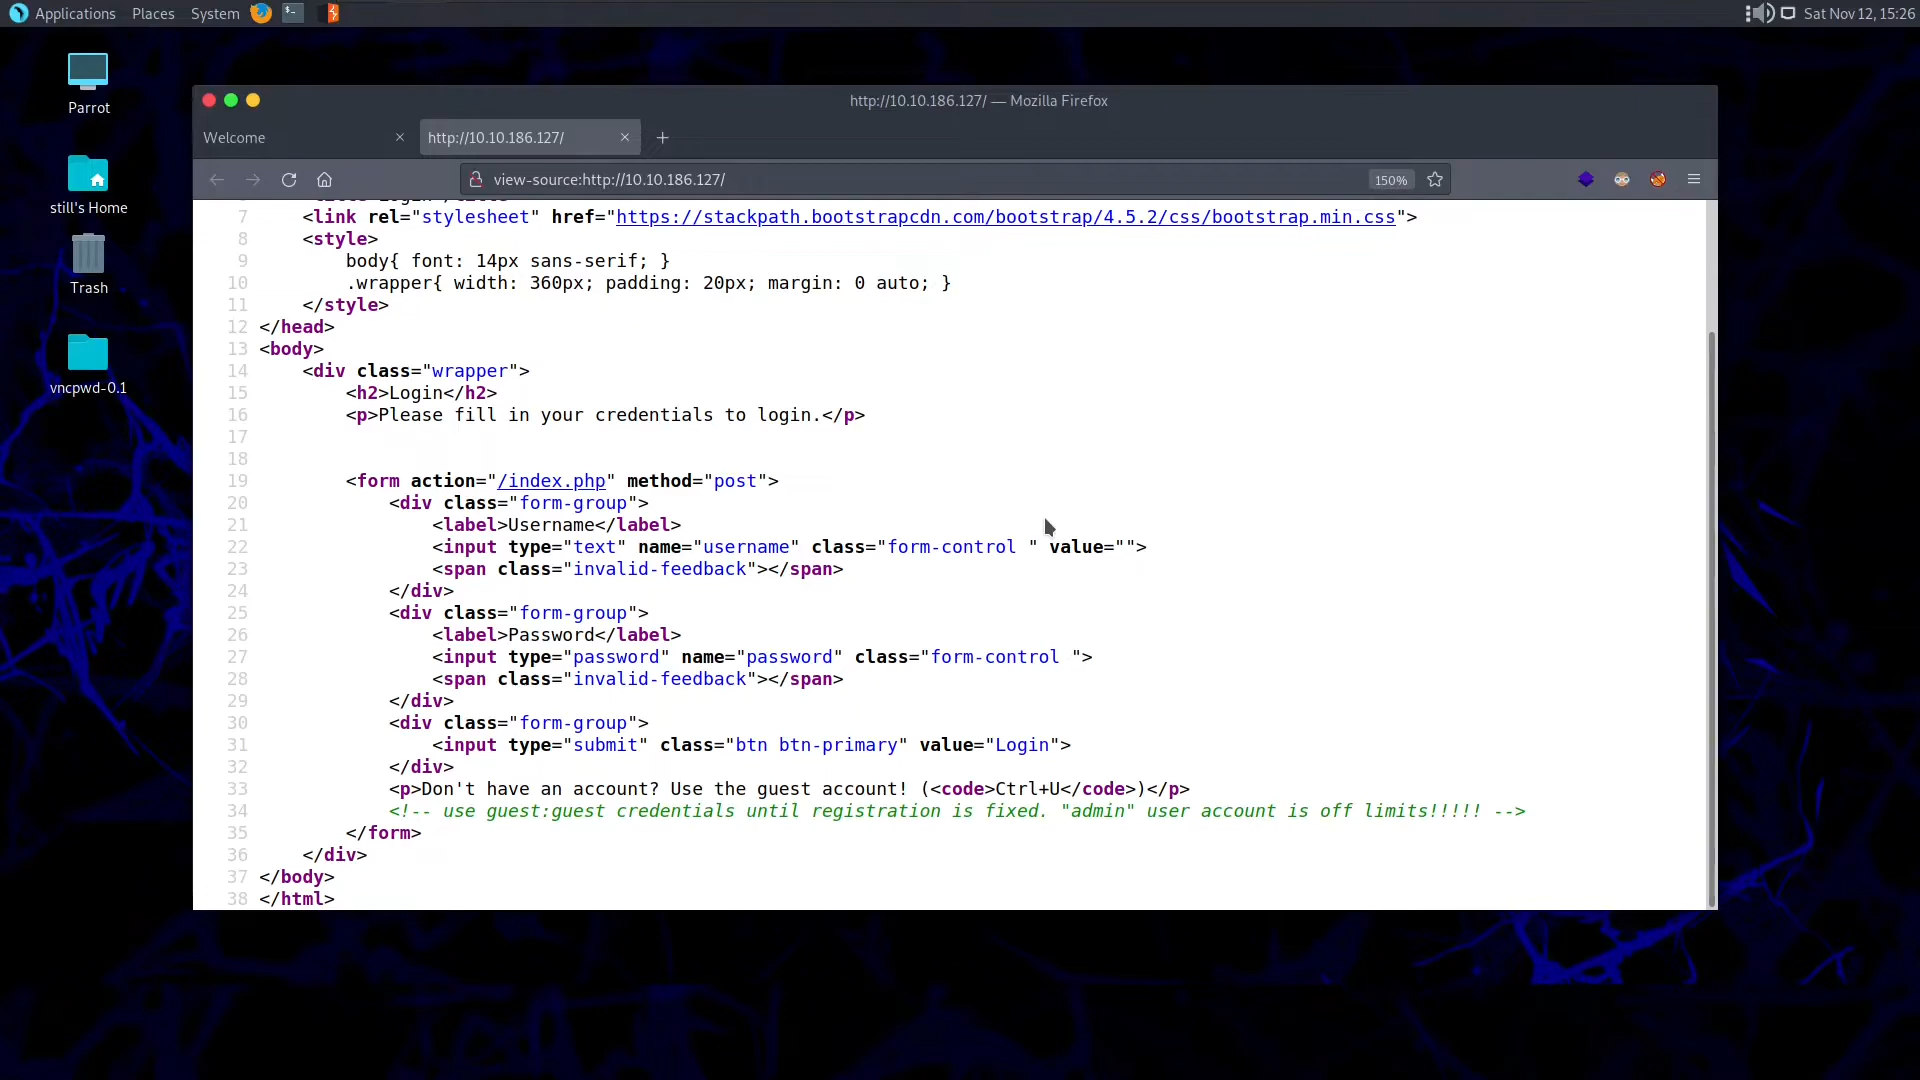 Applications Places System Sat Nov 12, 15:26
Parrot
still's Home
Trash
vncpwd-0.1
http://10.10.186.127/ — Mozilla Firefox
Welcome × http://10.10.186.127/ × +
view-source:http://10.10.186.127/ 150%
7 <link rel="stylesheet" href="https://stackpath.bootstrapcdn.com/bootstrap/4.5.2/css/bootstrap.min.css">
8 <style>
9 body{ font: 14px sans-serif; }
10 .wrapper{ width: 360px; padding: 20px; margin: 0 auto; }
11 </style>
12 </head>
13 <body>
14 <div class="wrapper">
15 <h2>Login</h2>
16 <p>Please fill in your credentials to login.</p>
17
18
19 <form action="/index.php" method="post">
20 <div class="form-group">
21 <label>Username</label>
22 <input type="text" name="username" class="form-control " value="">
23 <span class="invalid-feedback"></span>
24 </div>
25 <div class="form-group">
26 <label>Password</label>
27 <input type="password" name="password" class="form-control ">
28 <span class="invalid-feedback"></span>
29 </div>
30 <div class="form-group">
31 <input type="submit" class="btn btn-primary" value="Login">
32 </div>
33 <p>Don't have an account? Use the guest account! (<code>Ctrl+U</code>)</p>
34 <!-- use guest:guest credentials until registration is fixed. "admin" user account is off limits!!!!! -->
35 </form>
36 </div>
37 </body>
38 </html>